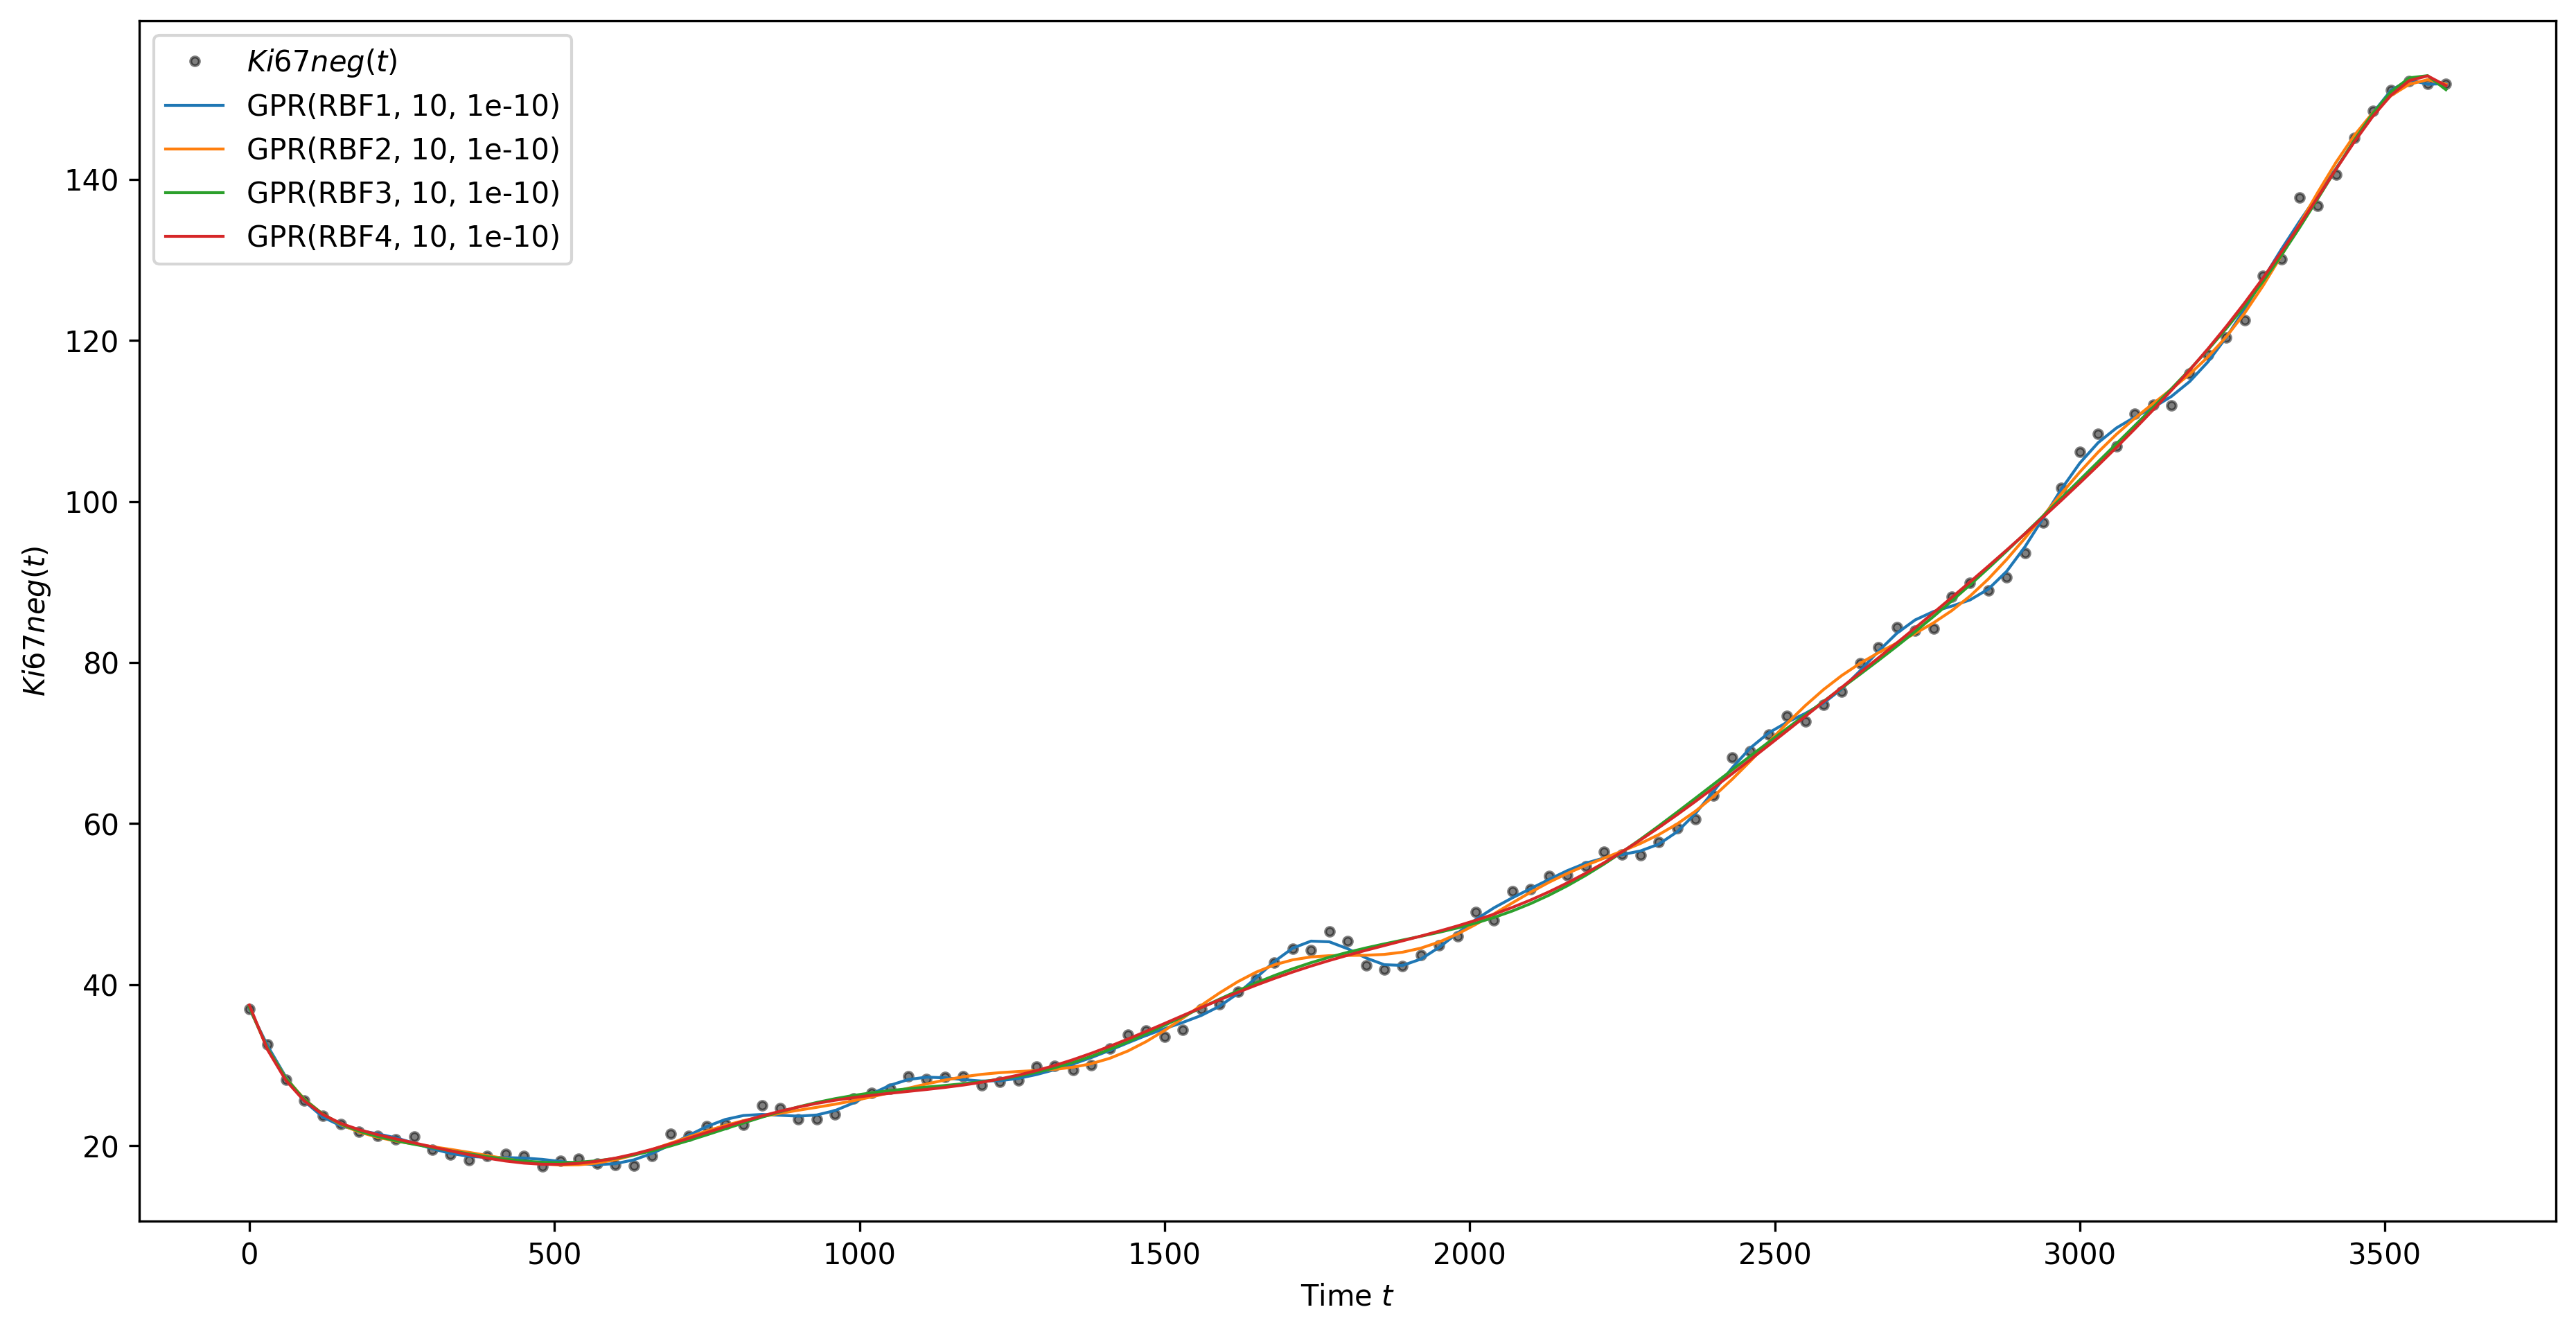 Ki67neg(t)
GPR(RBF1, 10, 1e-10)
GPR(RBF2, 10, 1e-10)
GPR(RBF3, 10, 1e-10)
GPR(RBF4, 10, 1e-10)
140
120
100
80
60
40
20
Ki67neg(t)
0 500 1000 1500 2000 2500 3000 3500
Time t